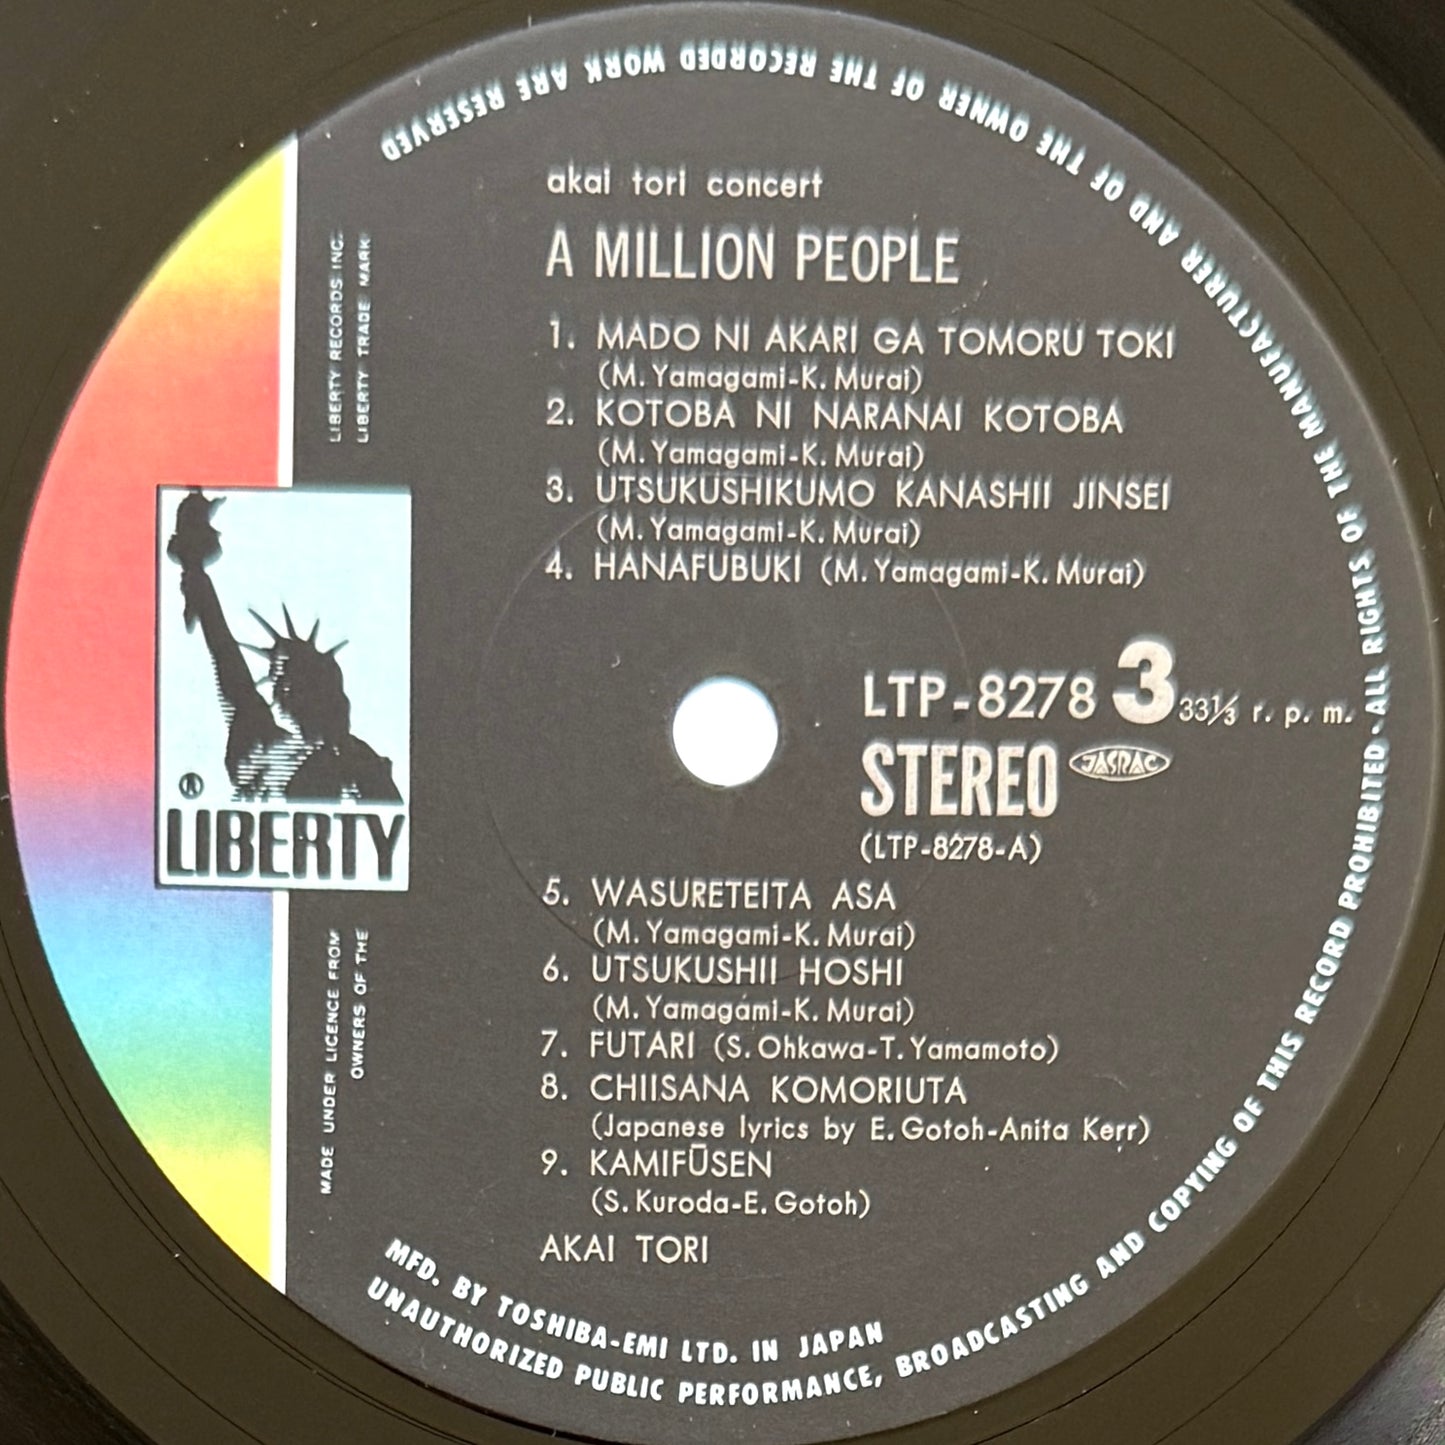 akai tori concert
A MILLION PEOPLE
1. MADO NI AKARI GA TOMORU TOKI
(M. Yamagami-K. Murai)
2. KOTOBA NI NARANAI KOTOBA
(M. Yamagami-K. Murai)
3. UTSUKUSHIKUMO KANASHII JINSEI
(M. Yamagami-K. Murai)
4. HANAFUBUKI (M. Yamagami-K. Murai)
LIBERTY RECORDS INC.
LIBERTY TRADE MARK
LTP-8278 3 33⅓ r. p. m.
STEREO JASRAC
(LTP-8278-A)
®
LIBERTY
MADE UNDER LICENCE FROM
OWNERS OF THE
5. WASURETEITA ASA
(M. Yamagami-K. Murai)
6. UTSUKUSHII HOSHI
(M. Yamagami-K. Murai)
7. FUTARI (S. Ohkawa-T. Yamamoto)
8. CHIISANA KOMORIUTA
(Japanese lyrics by E. Gotoh-Anita Kerr)
9. KAMIFŪSEN
(S. Kuroda-E. Gotoh)
AKAI TORI
MFD. BY TOSHIBA-EMI LTD. IN JAPAN
UNAUTHORIZED PUBLIC PERFORMANCE, BROADCASTING AND COPYING OF THIS RECORD PROHIBITED · ALL RIGHTS OF THE MANUFACTURER AND OF THE OWNER OF THE RECORDED WORK ARE RESERVED